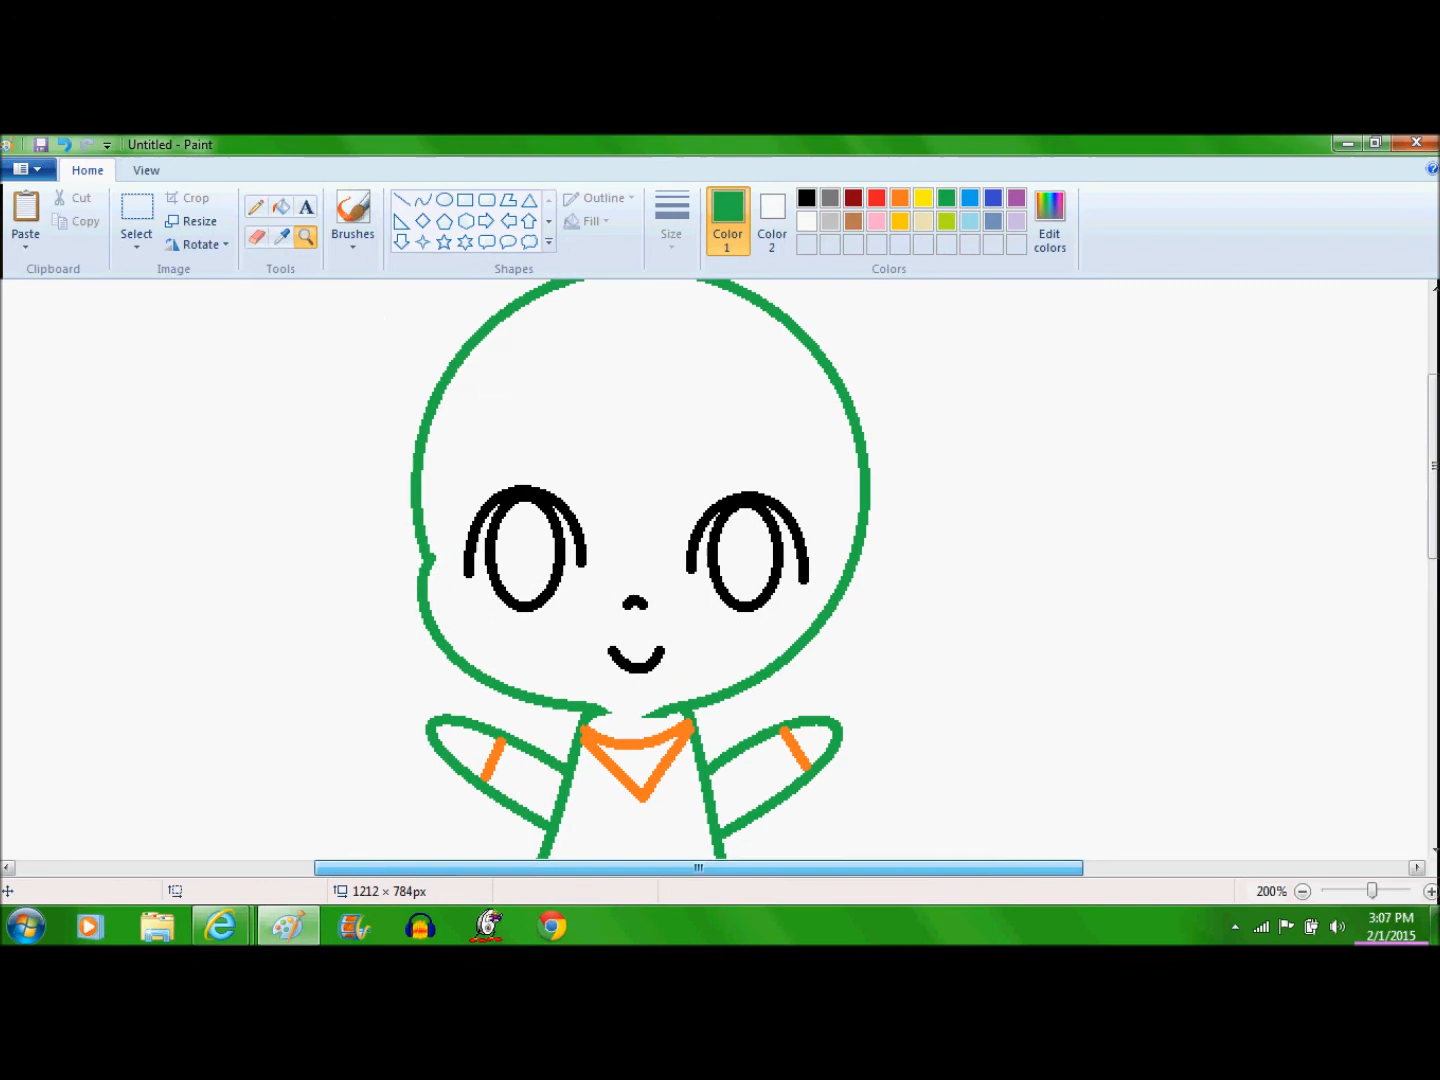 Untitled - Paint
Home View
Cut
Copy
Paste
Clipboard
Select
Crop
Resize
Rotate
Image
A
Tools
Brushes
Outline
Fill
Shapes
Size
Color 1
Color 2
Edit colors
Colors
1212 × 784px
200%
3:07 PM
2/1/2015